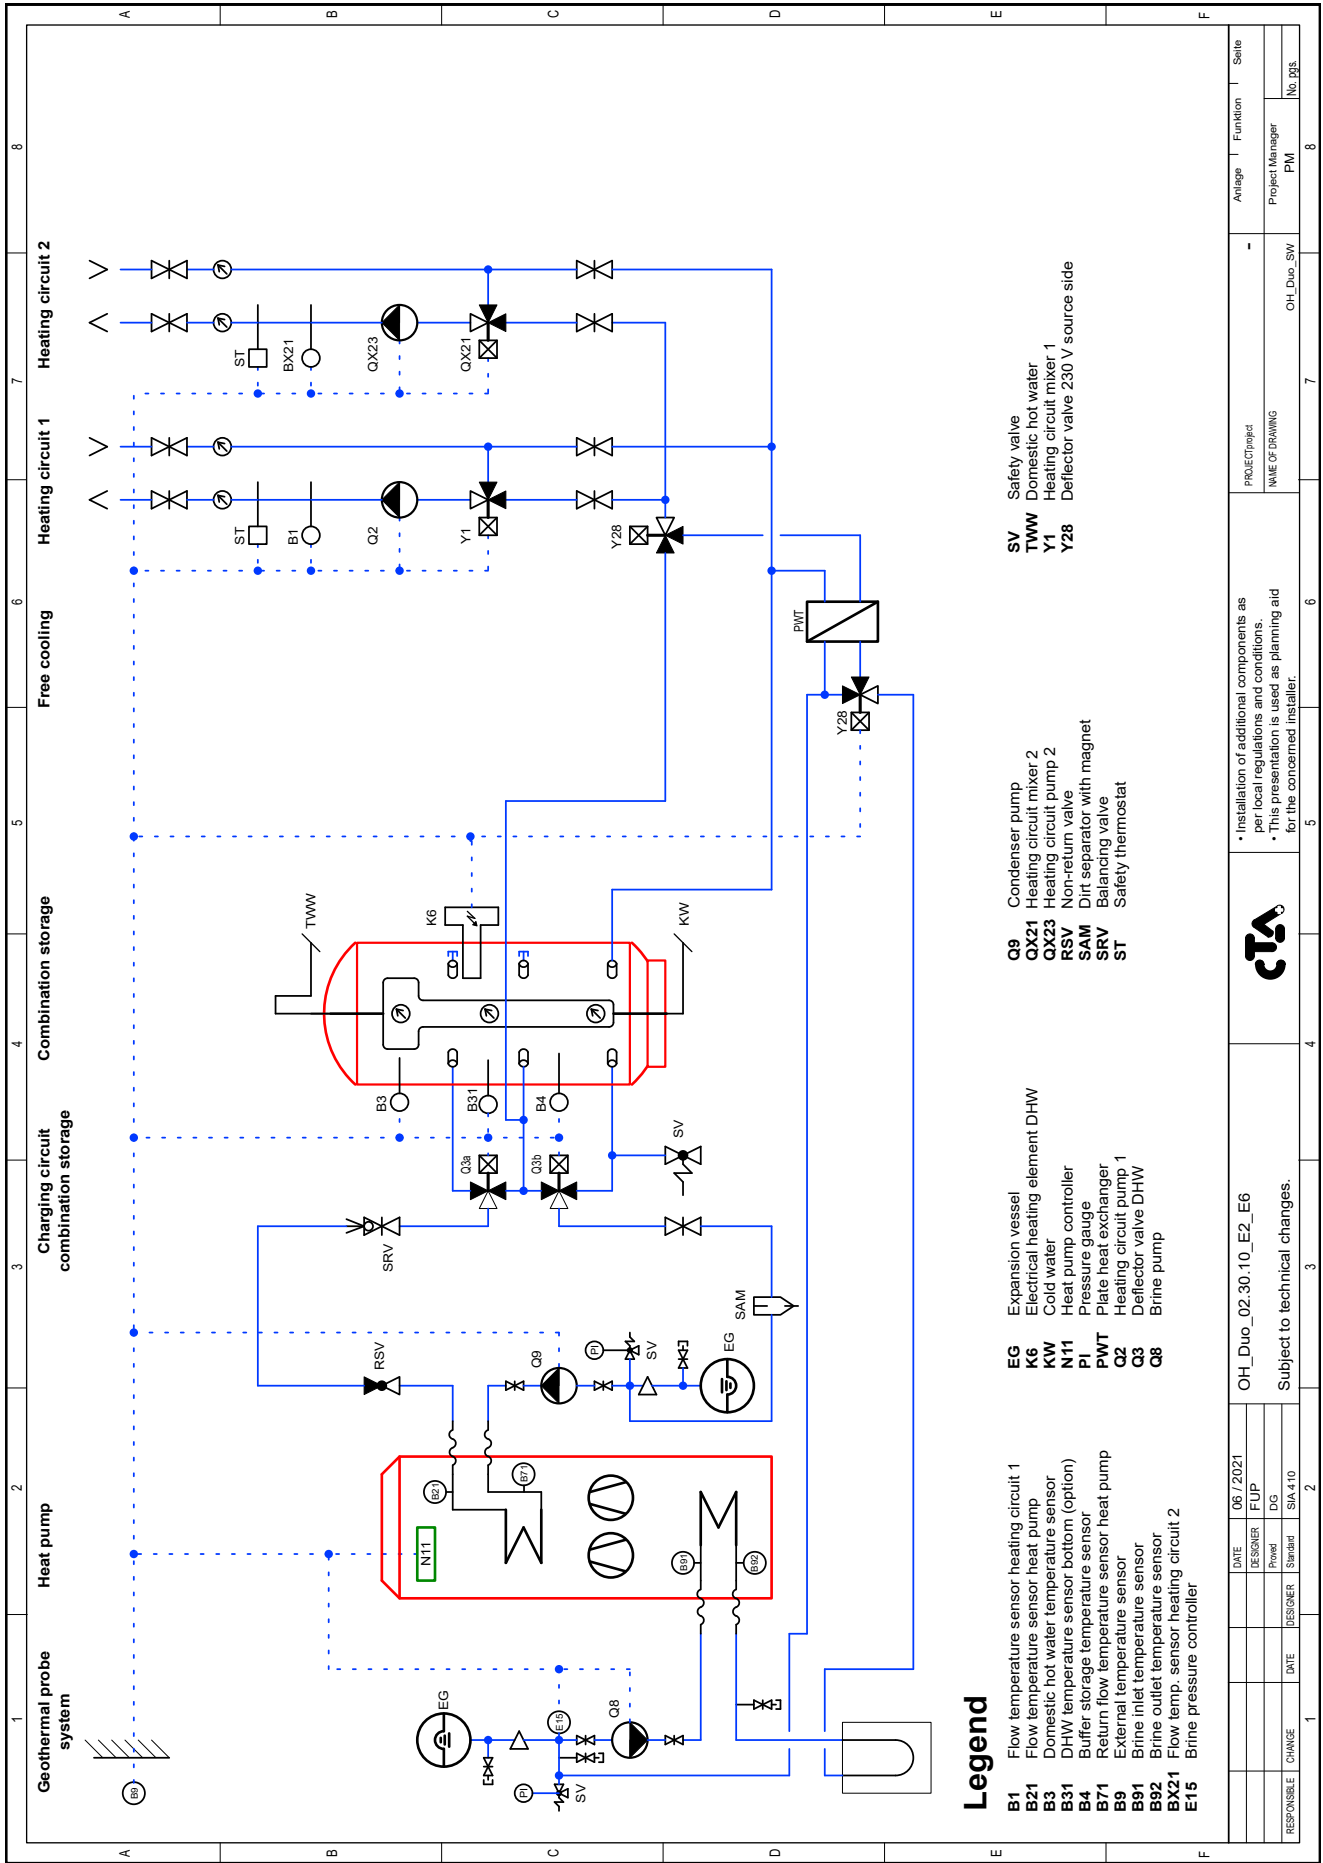 1
2
3
4
5
6
7
8
A
B
C
D
E
F
Geothermal probe
system
Heat pump
Charging circuit
combination storage
Combination storage
Free cooling
Heating circuit 1
Heating circuit 2
B9
EG
PI
SV
E15
Q8
N11
B21
B71
B91
B92
RSV
Q9
PI
SV
EG
SAM
SRV
Q3a
Q3b
SV
B3
B31
B4
TWW
K6
KW
Y28
PWT
Y28
ST
B1
Q2
Y1
ST
BX21
QX23
QX21
Legend
B1 Flow temperature sensor heating circuit 1
B21 Flow temperature sensor heat pump
B3 Domestic hot water temperature sensor
B31 DHW temperature sensor bottom (option)
B4 Buffer storage temperature sensor
B71 Return flow temperature sensor heat pump
B9 External temperature sensor
B91 Brine inlet temperature sensor
B92 Brine outlet temperature sensor
BX21 Flow temp. sensor heating circuit 2
E15 Brine pressure controller
EG Expansion vessel
K6 Electrical heating element DHW
KW Cold water
N11 Heat pump controller
PI Pressure gauge
PWT Plate heat exchanger
Q2 Heating circuit pump 1
Q3 Deflector valve DHW
Q8 Brine pump
Q9 Condenser pump
QX21 Heating circuit mixer 2
QX23 Heating circuit pump 2
RSV Non-return valve
SAM Dirt separator with magnet
SRV Balancing valve
ST Safety thermostat
SV Safety valve
TWW Domestic hot water
Y1 Heating circuit mixer 1
Y28 Deflector valve 230 V source side
RESPONSIBLE CHANGE DATE DESIGNER
DATE 06 / 2021
DESIGNER FUP
Proved DG
Standard SIA 410
OH_Duo_02.30.10_E2_E6
Subject to technical changes.
CTA
• Installation of additional components as
per local regulations and conditions.
• This presentation is used as planning aid
for the concerned installer.
PROJECTproject -
NAME OF DRAWING OH_Duo_SW
Anlage Funktion Seite
Project Manager
PM
No. pgs.
A
B
C
D
E
F
1
2
3
4
5
6
7
8